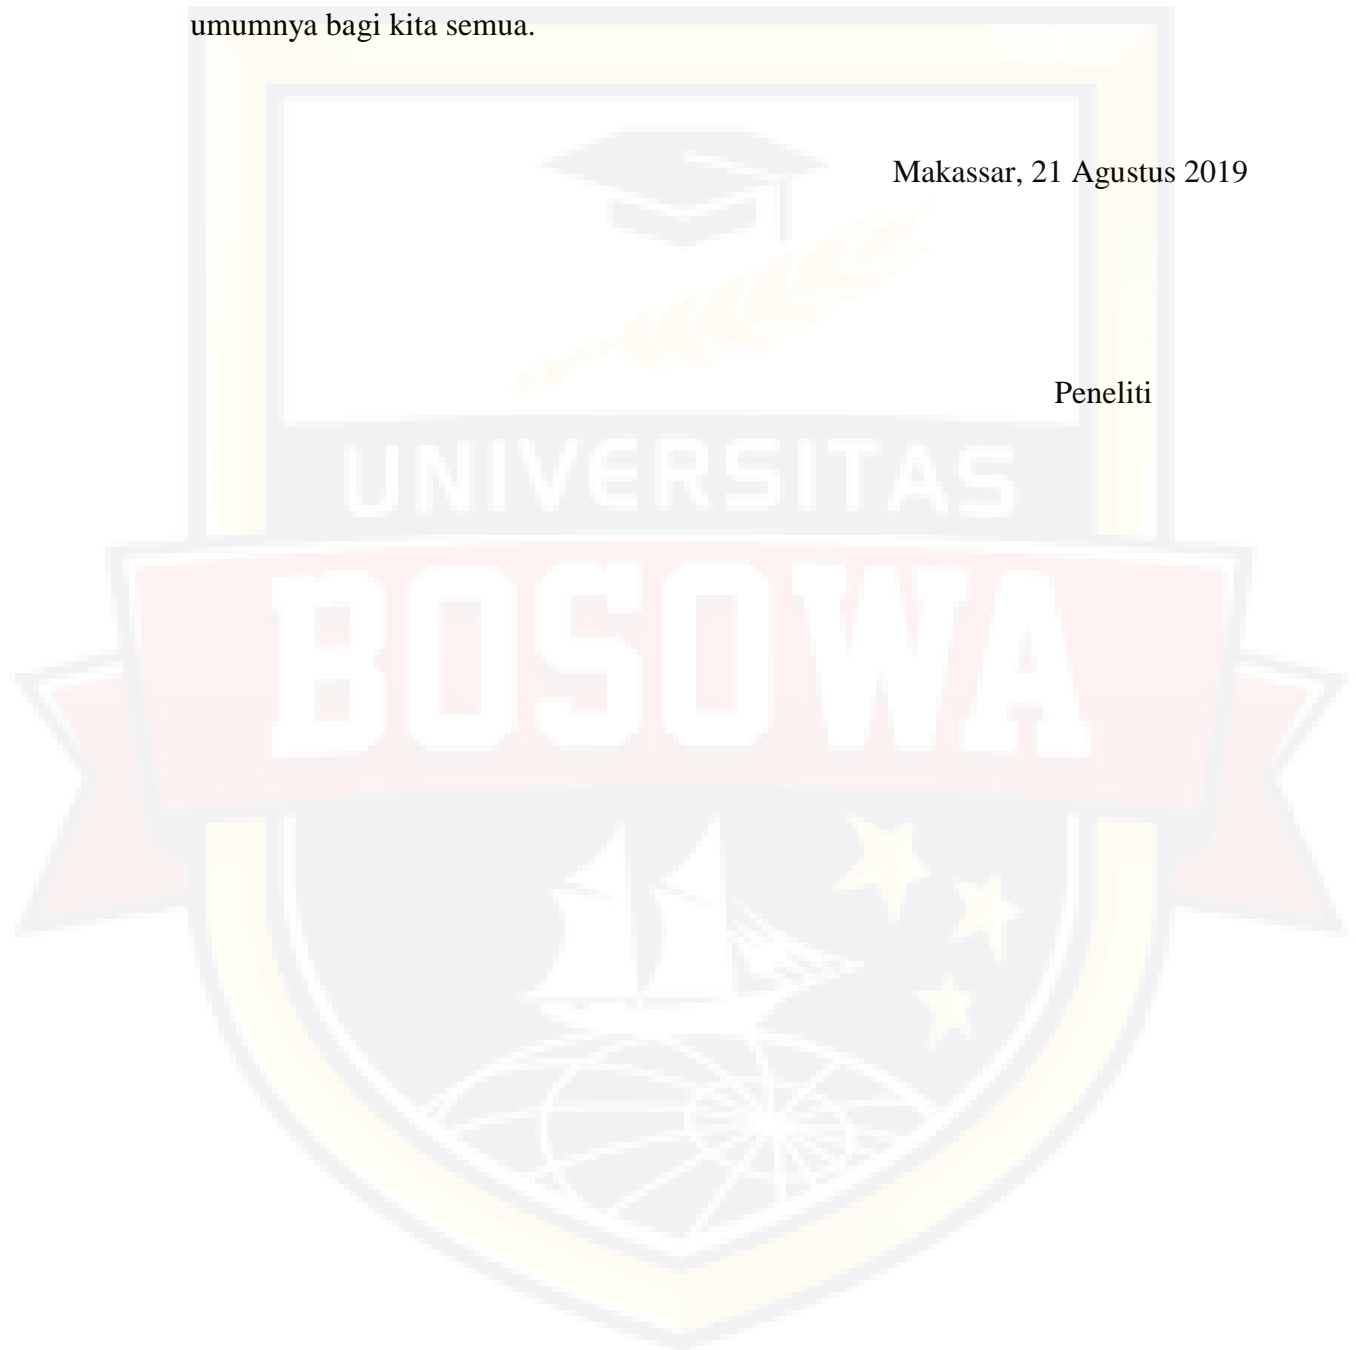 umumnya bagi kita semua.
Makassar, 21 Agustus 2019
Peneliti
UNIVERSITAS
BOSOWA